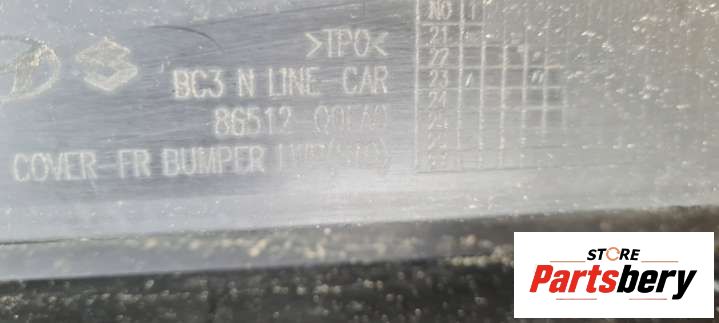 >TPO<
BC3 N LINE-CAR
86512
COVER-FR BUMPER
NO
21
22
23
24
25
STORE
Partsbery